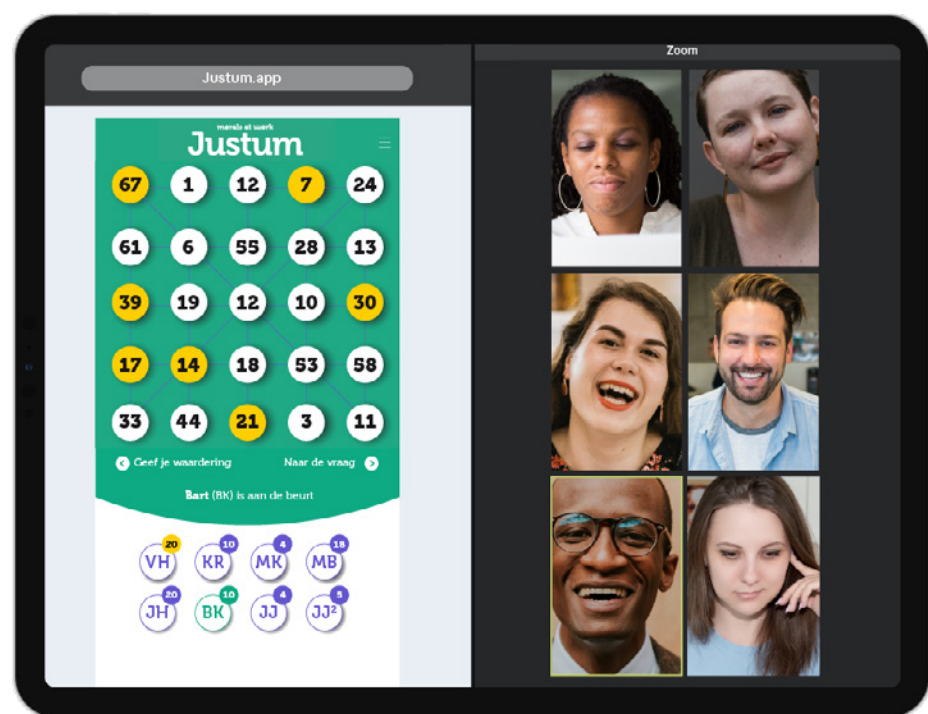 Zoom
Justum.app
morele at werk
Justum
67 1 12 7 24
61 6 55 28 13
39 19 12 10 30
17 14 18 53 58
33 44 21 3 11
Geef je waardering Naar de vraag
Bart (BK) is aan de beurt
20 10 4 18
VH KR MK MB
20 10 4 5
JH BK JJ JJ²